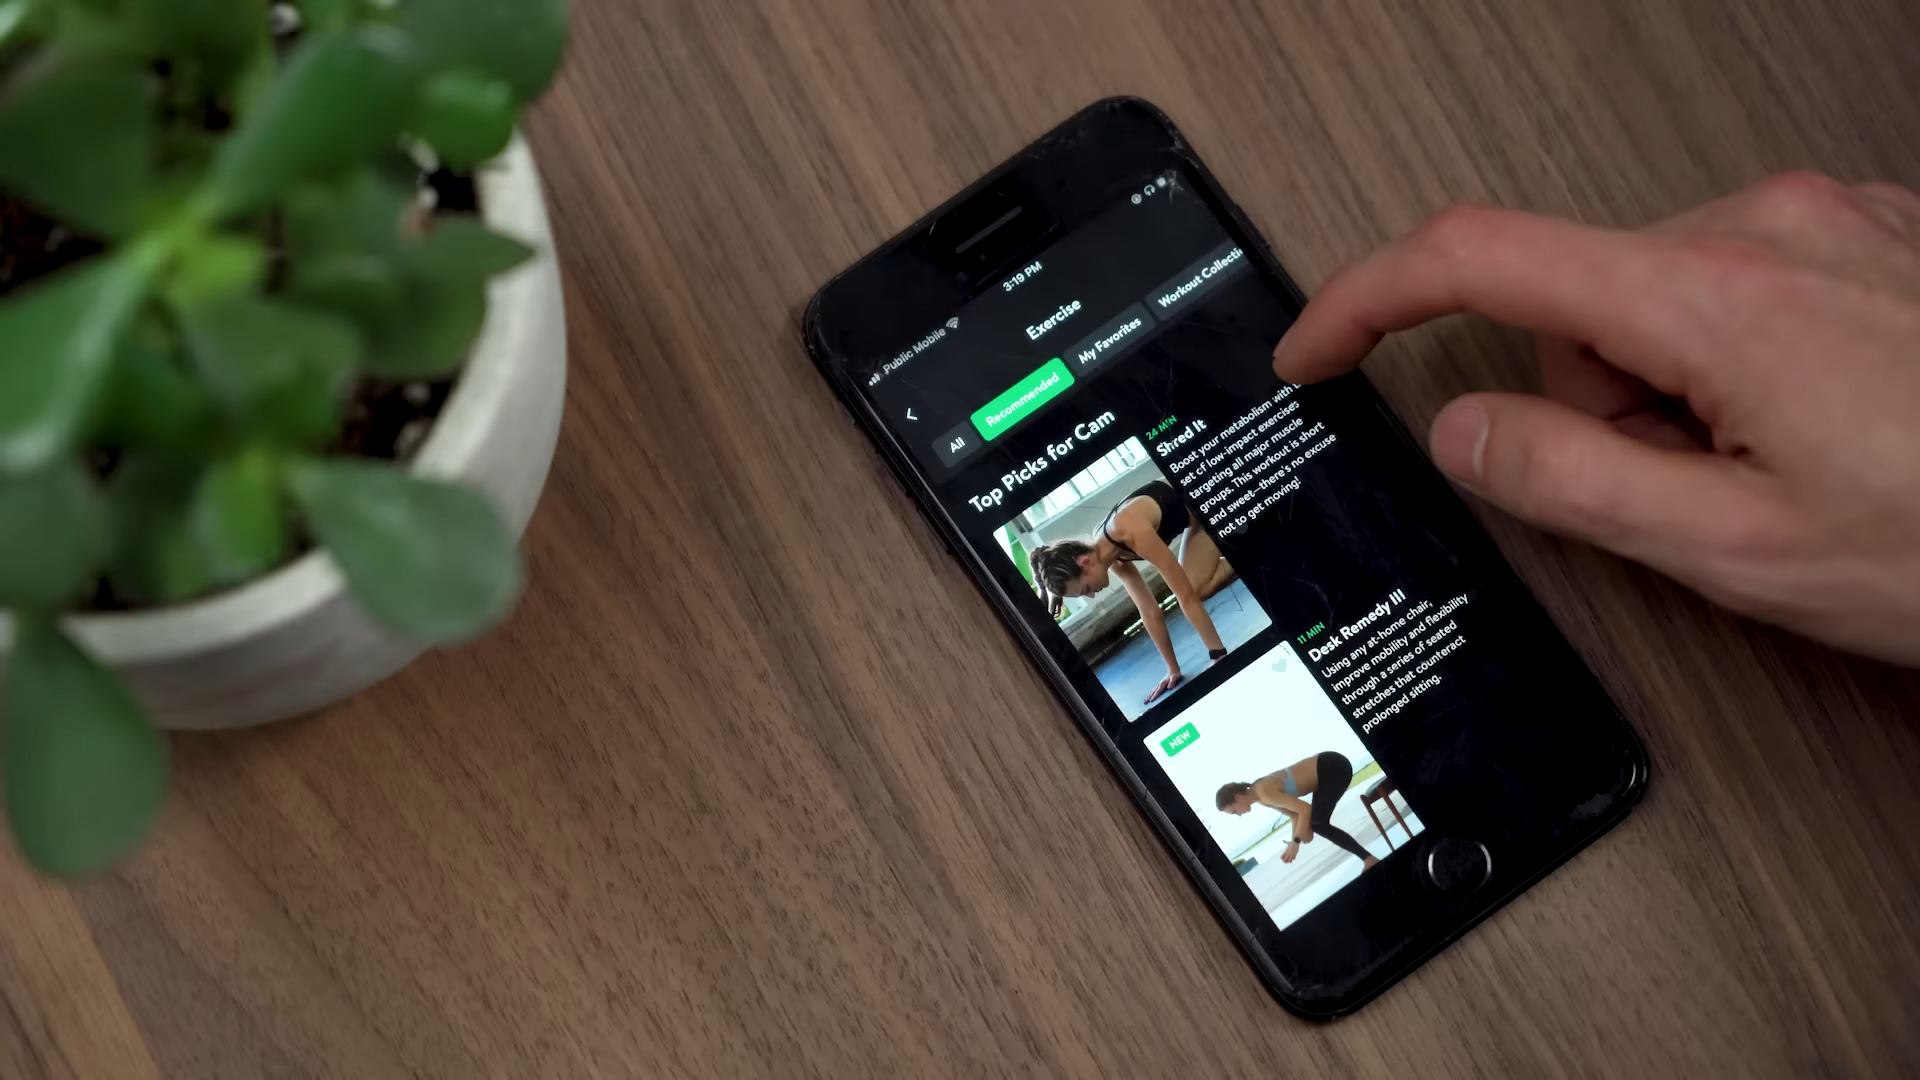 Public Mobile
3:19 PM
Exercise
All
Recommended
My Favorites
Workout Collecti
Top Picks for Cam
24 MIN
Shred It
Boost your metabolism with
set of low-impact exercises
targeting all major muscle
groups. This workout is short
and sweet—there's no excuse
not to get moving!
NEW
11 MIN
Desk Remedy III
Using any at-home chair,
improve mobility and flexibility
through a series of seated
stretches that counteract
prolonged sitting.